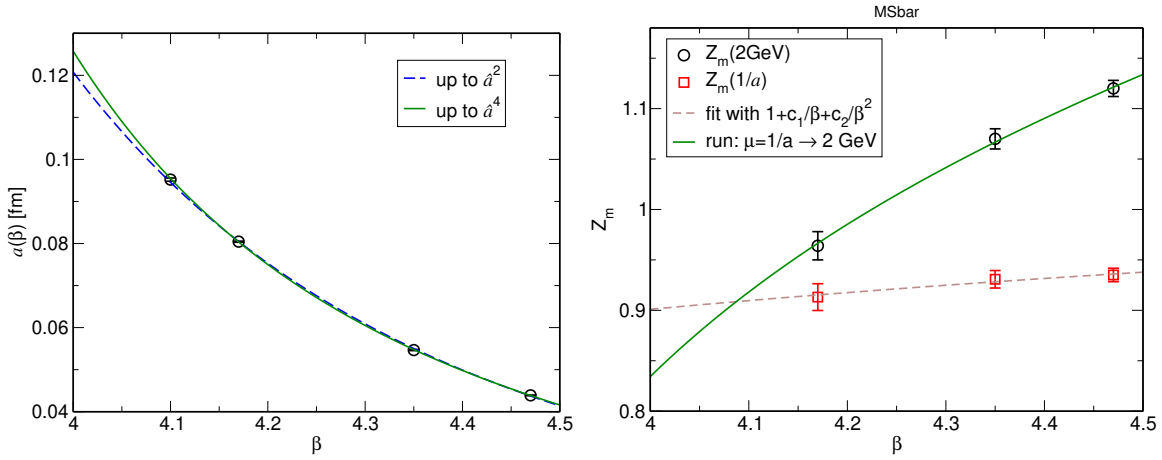 up to â²
up to â⁴
a(β) [fm]
0.12
0.1
0.08
0.06
0.04
4
4.1
4.2
4.3
4.4
4.5
β
MSbar
Z_m(2GeV)
Z_m(1/a)
fit with 1+c₁/β+c₂/β²
run: μ=1/a → 2 GeV
Z_m
1.1
1
0.9
0.8
4
4.1
4.2
4.3
4.4
4.5
β